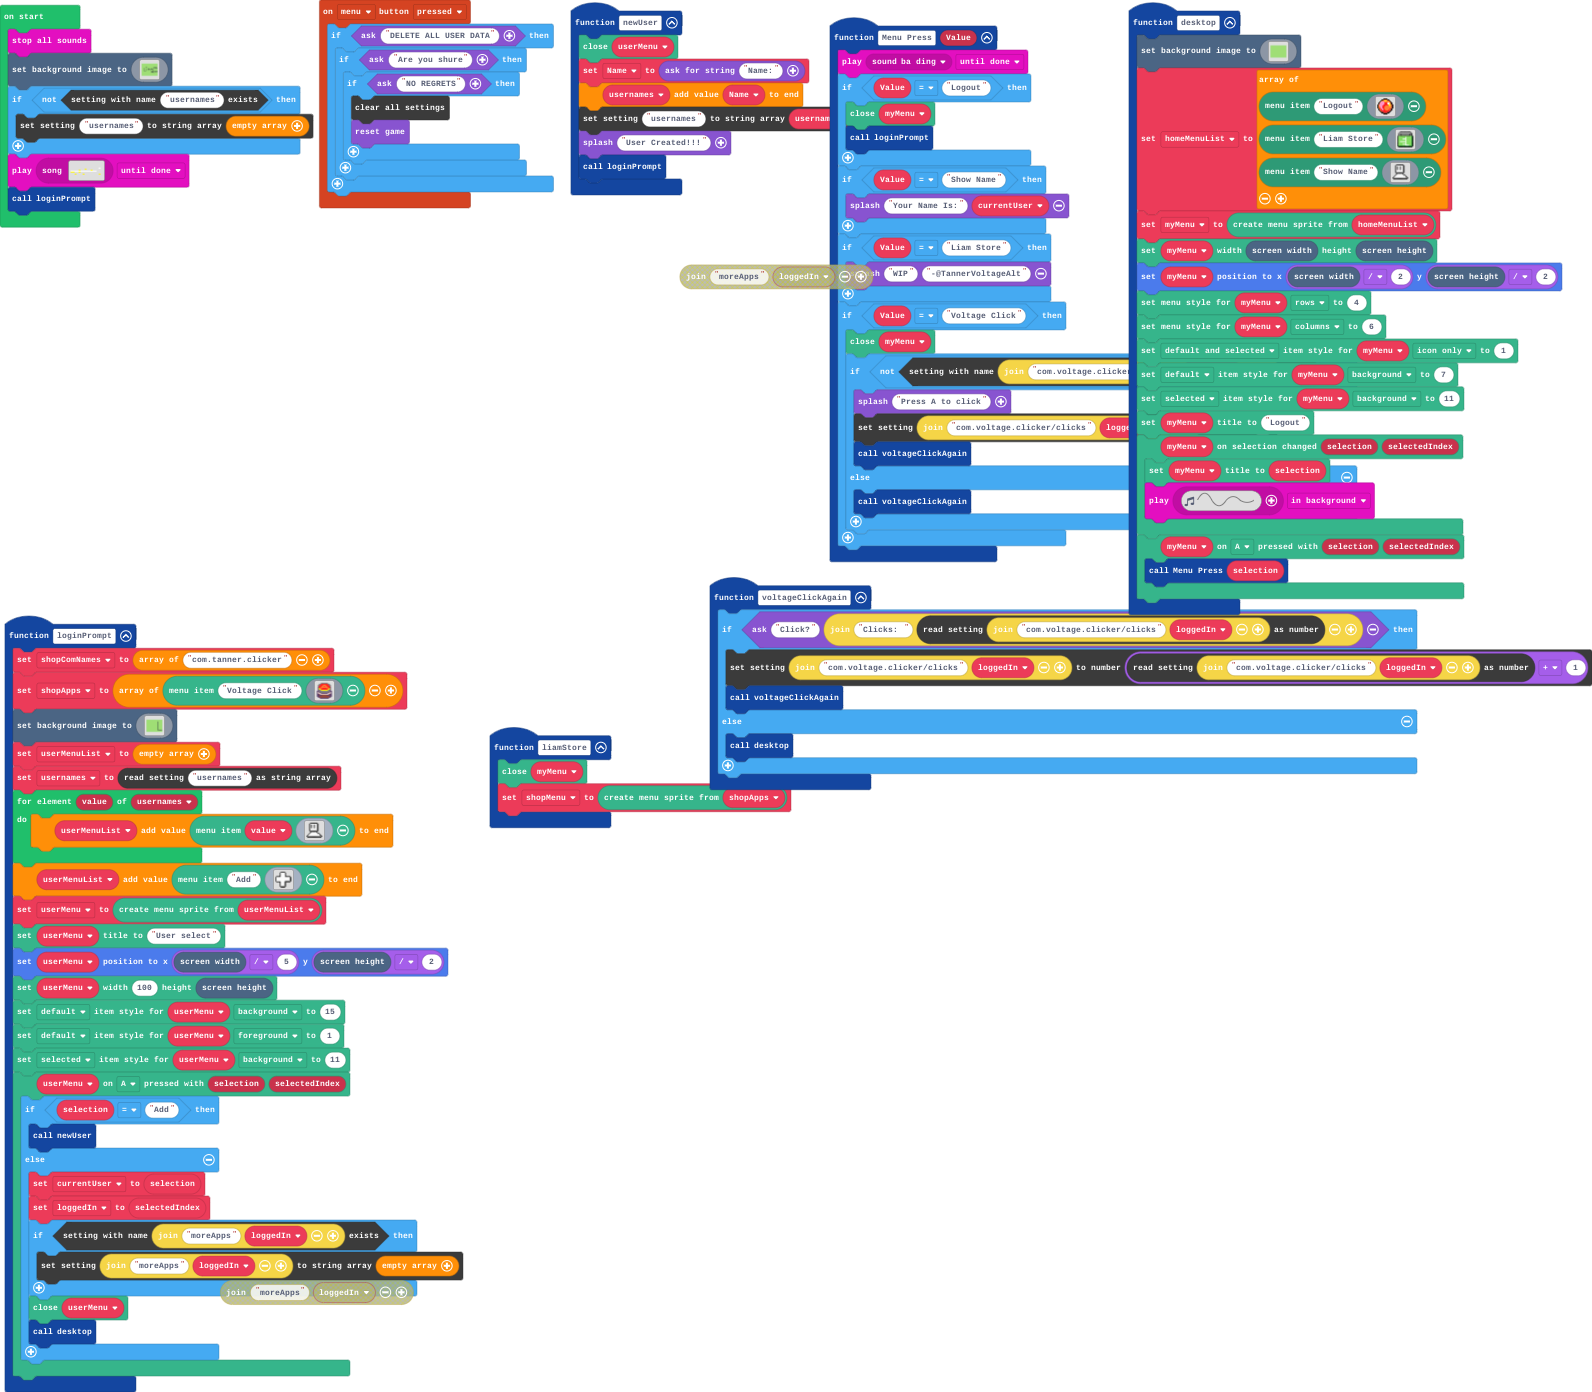 on start
stop all sounds
set background image to
if not setting with name "usernames" exists then
set setting "usernames" to string array empty array
play song until done
call loginPrompt
on menu button pressed
if ask "DELETE ALL USER DATA" then
if ask "Are you shure" then
if ask "NO REGRETS" then
clear all settings
reset game
function newUser
close userMenu
set Name to ask for string "Name:"
usernames add value Name to end
set setting "usernames" to string array usernam
splash "User Created!!!"
call loginPrompt
function Menu Press Value
play sound ba ding until done
if Value = "Logout" then
close myMenu
call loginPrompt
if Value = "Show Name" then
splash "Your Name Is:" currentUser
if Value = "Liam Store" then
sh "WIP" "-@TannerVoltageAlt"
join "moreApps" loggedIn
if Value = "Voltage Click" then
close myMenu
if not setting with name join "com.voltage.clicker
splash "Press A to click"
set setting join "com.voltage.clicker/clicks" logge
call voltageClickAgain
else
call voltageClickAgain
function desktop
set background image to
set homeMenuList to array of
menu item "Logout"
menu item "Liam Store"
menu item "Show Name"
set myMenu to create menu sprite from homeMenuList
set myMenu width screen width height screen height
set myMenu position to x screen width / 2 y screen height / 2
set menu style for myMenu rows to 4
set menu style for myMenu columns to 6
set default and selected item style for myMenu icon only to 1
set default item style for myMenu background to 7
set selected item style for myMenu background to 11
set myMenu title to "Logout"
myMenu on selection changed selection selectedIndex
set myMenu title to selection
play in background
myMenu on A pressed with selection selectedIndex
call Menu Press selection
function voltageClickAgain
if ask "Click?" join "Clicks: " read setting join "com.voltage.clicker/clicks" loggedIn as number then
set setting join "com.voltage.clicker/clicks" loggedIn to number read setting join "com.voltage.clicker/clicks" loggedIn as number + 1
call voltageClickAgain
else
call desktop
function liamStore
close myMenu
set shopMenu to create menu sprite from shopApps
function loginPrompt
set shopComNames to array of "com.tanner.clicker"
set shopApps to array of menu item "Voltage Click"
set background image to
set userMenuList to empty array
set usernames to read setting "usernames" as string array
for element value of usernames
do
userMenuList add value menu item value to end
userMenuList add value menu item "Add" to end
set userMenu to create menu sprite from userMenuList
set userMenu title to "User select"
set userMenu position to x screen width / 5 y screen height / 2
set userMenu width 100 height screen height
set default item style for userMenu background to 15
set default item style for userMenu foreground to 1
set selected item style for userMenu background to 11
userMenu on A pressed with selection selectedIndex
if selection = "Add" then
call newUser
else
set currentUser to selection
set loggedIn to selectedIndex
if setting with name join "moreApps" loggedIn exists then
set setting join "moreApps" loggedIn to string array empty array
join "moreApps" loggedIn
close userMenu
call desktop